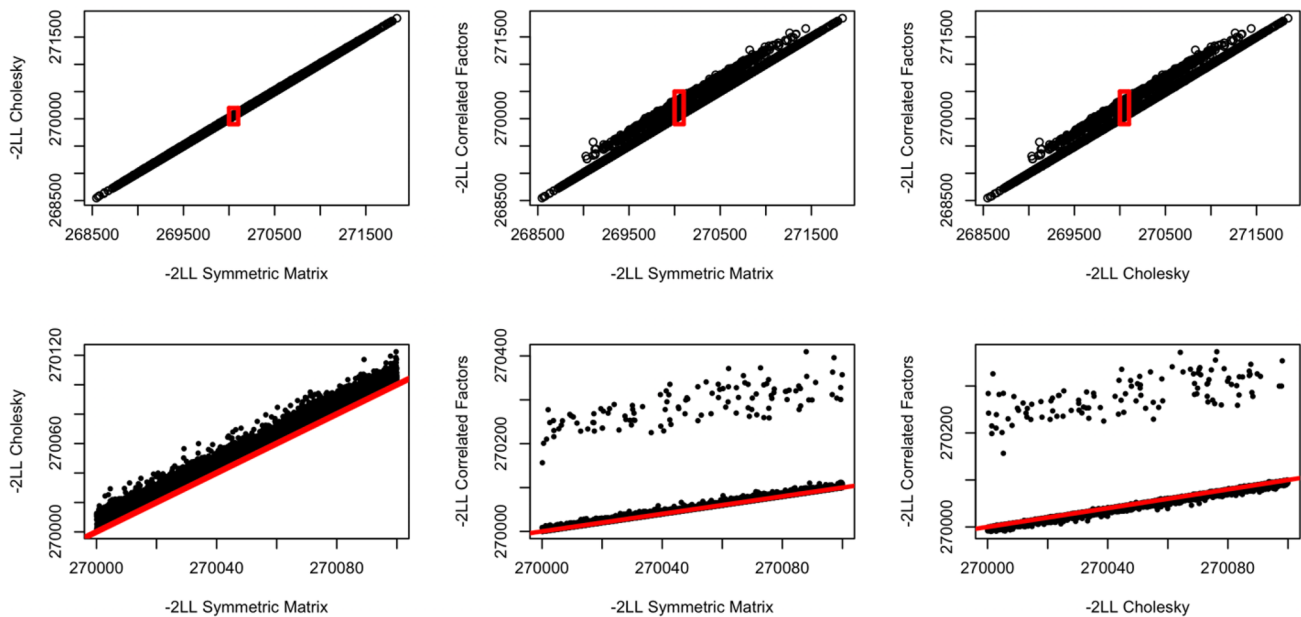 -2LL Cholesky
271500
270000
268500
268500 269500 270500 271500
-2LL Symmetric Matrix
-2LL Correlated Factors
271500
270000
268500
268500 269500 270500 271500
-2LL Symmetric Matrix
-2LL Correlated Factors
271500
270000
268500
268500 269500 270500 271500
-2LL Cholesky
-2LL Cholesky
270120
270060
270000
270000 270040 270080
-2LL Symmetric Matrix
-2LL Correlated Factors
270400
270200
270000
270000 270040 270080
-2LL Symmetric Matrix
-2LL Correlated Factors
270200
270000
270000 270040 270080
-2LL Cholesky